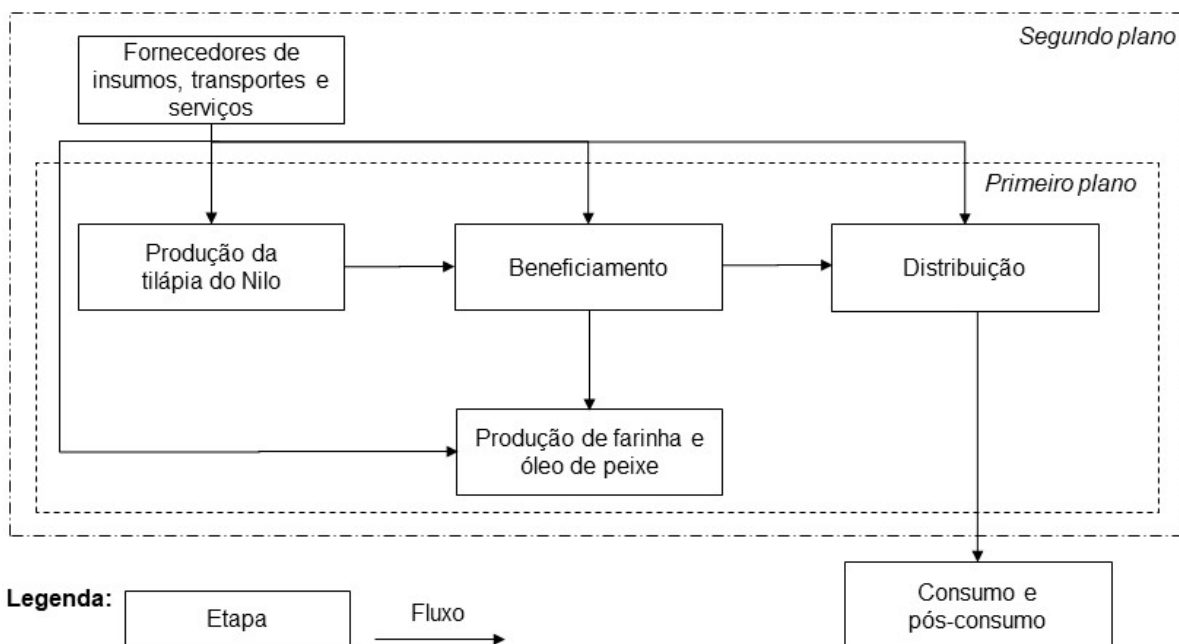 Segundo plano
Fornecedores de
insumos, transportes e
serviços
Primeiro plano
Produção da
tilápia do Nilo
Beneficiamento
Distribuição
Produção de farinha e
óleo de peixe
Legenda:
Etapa
Fluxo
Consumo e
pós-consumo